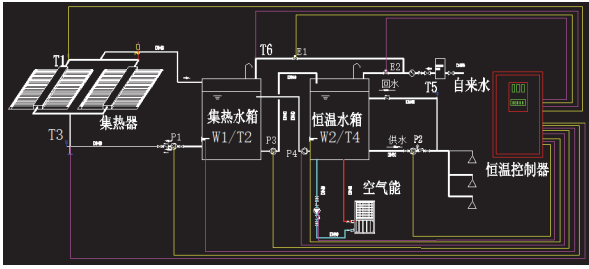 T1
T6
E1
E2
集热器
T3
P1
集热水箱
W1/T2
P3
P4
恒温水箱
W2/T4
回水
供水
P2
T5
自来水
空气能
恒温控制器